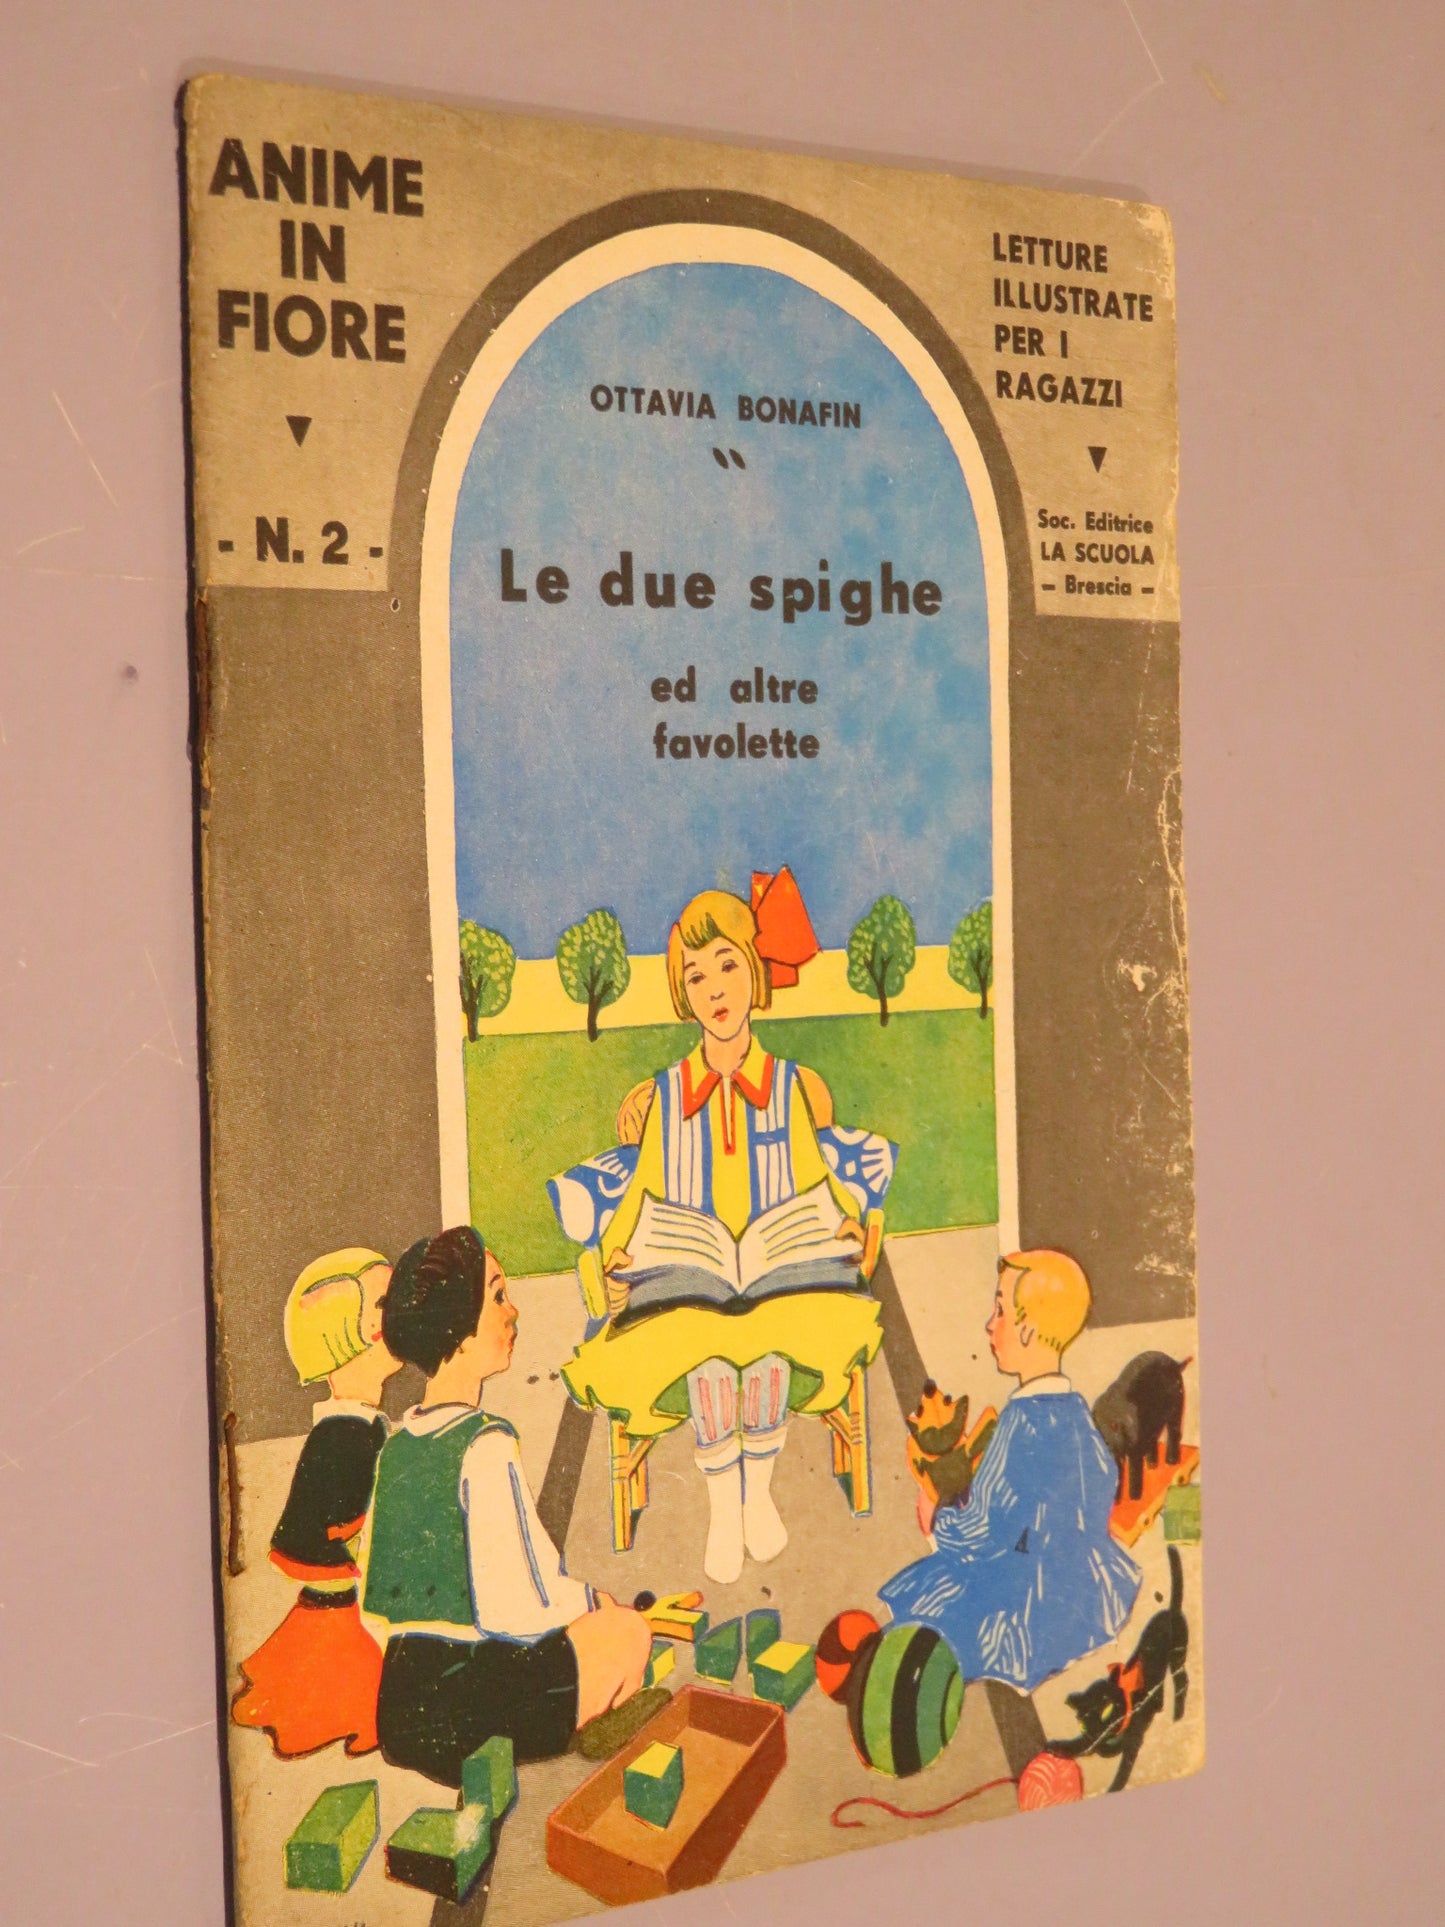 ANIME
IN
FIORE
- N. 2 -
LETTURE
ILLUSTRATE
PER I
RAGAZZI
Soc. Editrice
LA SCUOLA
- Brescia -
OTTAVIA BONAFIN
Le due spighe
ed altre
favolette